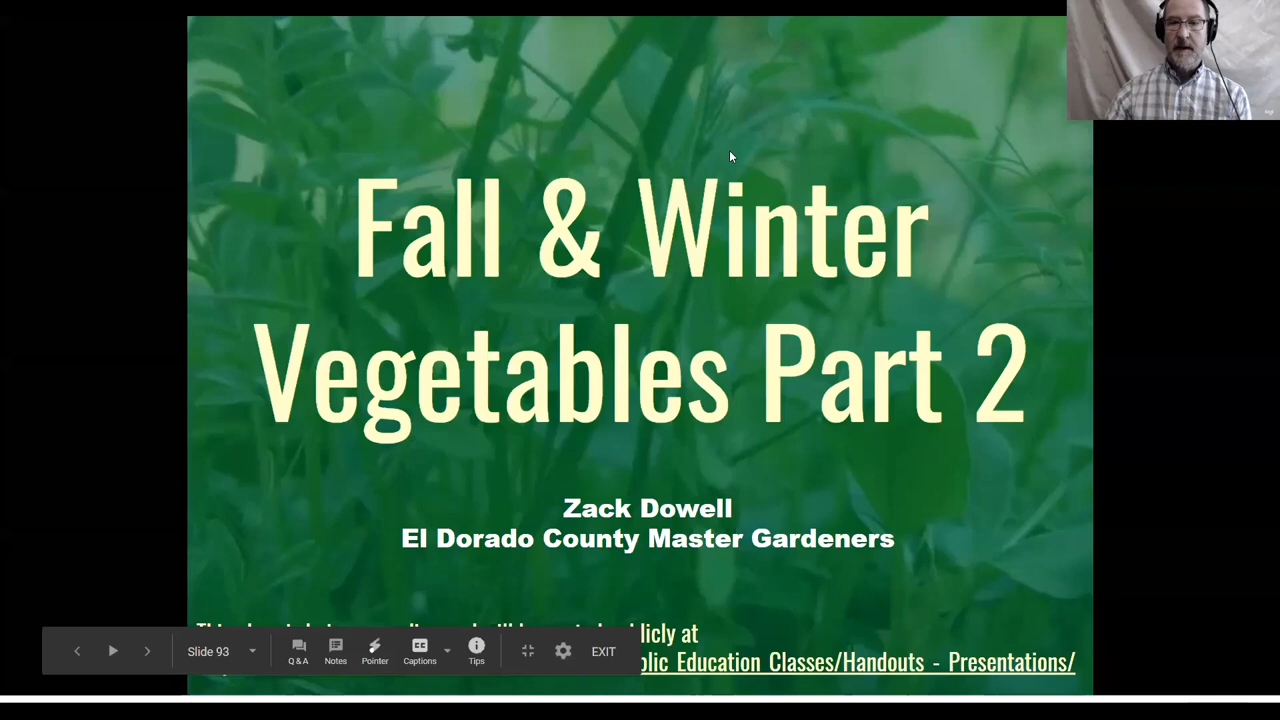 Fall & Winter
Vegetables Part 2
Zack Dowell
El Dorado County Master Gardeners
licly at
blic Education Classes/Handouts - Presentations/
Slide 93
Q & A
Notes
Pointer
Captions
Tips
EXIT